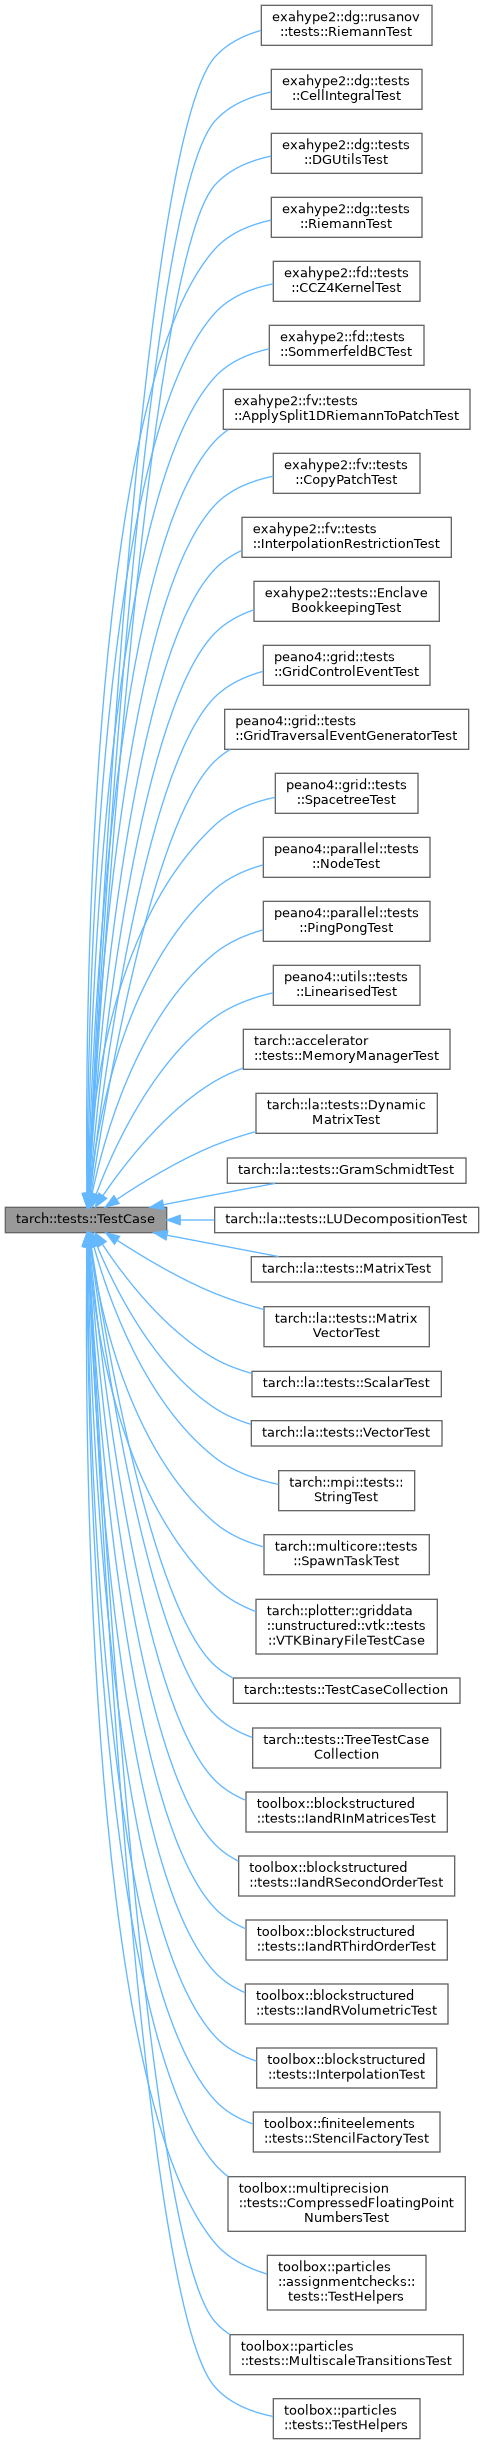 exahype2::dg::rusanov
::tests::RiemannTest
exahype2::dg::tests
::CellIntegralTest
exahype2::dg::tests
::DGUtilsTest
exahype2::dg::tests
::RiemannTest
exahype2::fd::tests
::CCZ4KernelTest
exahype2::fd::tests
::SommerfeldBCTest
exahype2::fv::tests
::ApplySplit1DRiemannToPatchTest
exahype2::fv::tests
::CopyPatchTest
exahype2::fv::tests
::InterpolationRestrictionTest
exahype2::tests::Enclave
BookkeepingTest
peano4::grid::tests
::GridControlEventTest
peano4::grid::tests
::GridTraversalEventGeneratorTest
peano4::grid::tests
::SpacetreeTest
peano4::parallel::tests
::NodeTest
peano4::parallel::tests
::PingPongTest
peano4::utils::tests
::LinearisedTest
tarch::accelerator
::tests::MemoryManagerTest
tarch::la::tests::Dynamic
MatrixTest
tarch::la::tests::GramSchmidtTest
tarch::tests::TestCase
tarch::la::tests::LUDecompositionTest
tarch::la::tests::MatrixTest
tarch::la::tests::Matrix
VectorTest
tarch::la::tests::ScalarTest
tarch::la::tests::VectorTest
tarch::mpi::tests::
StringTest
tarch::multicore::tests
::SpawnTaskTest
tarch::plotter::griddata
::unstructured::vtk::tests
::VTKBinaryFileTestCase
tarch::tests::TestCaseCollection
tarch::tests::TreeTestCase
Collection
toolbox::blockstructured
::tests::IandRInMatricesTest
toolbox::blockstructured
::tests::IandRSecondOrderTest
toolbox::blockstructured
::tests::IandRThirdOrderTest
toolbox::blockstructured
::tests::IandRVolumetricTest
toolbox::blockstructured
::tests::InterpolationTest
toolbox::finiteelements
::tests::StencilFactoryTest
toolbox::multiprecision
::tests::CompressedFloatingPoint
NumbersTest
toolbox::particles
::assignmentchecks::
tests::TestHelpers
toolbox::particles
::tests::MultiscaleTransitionsTest
toolbox::particles
::tests::TestHelpers